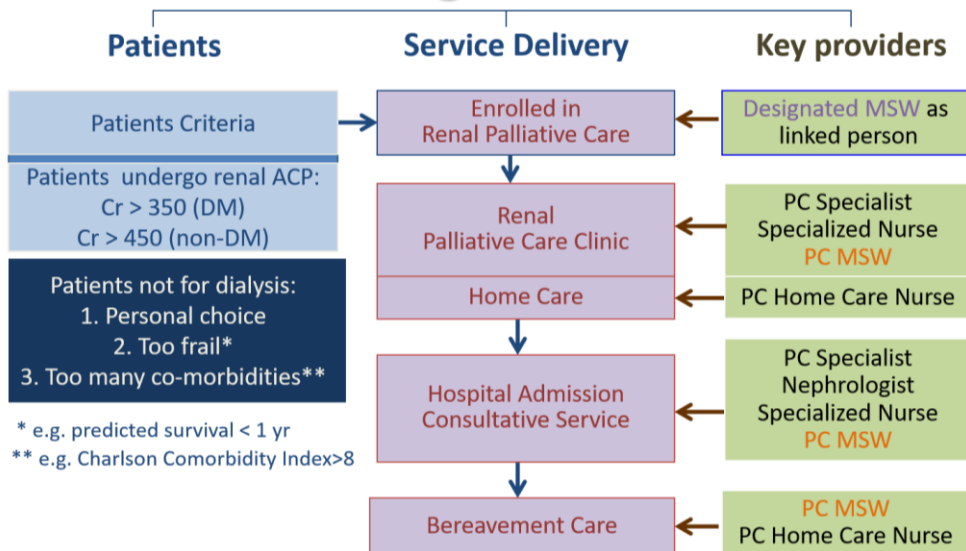 Patients
Patients Criteria
Patients undergo renal ACP:
Cr > 350 (DM)
Cr > 450 (non-DM)
Patients not for dialysis:
1. Personal choice
2. Too frail*
3. Too many co-morbidities**
* e.g. predicted survival < 1 yr
** e.g. Charlson Comorbidity Index>8
Service Delivery
Enrolled in
Renal Palliative Care
Renal
Palliative Care Clinic
Home Care
Hospital Admission
Consultative Service
Bereavement Care
Key providers
Designated MSW as
linked person
PC Specialist
Specialized Nurse
PC MSW
PC Home Care Nurse
PC Specialist
Nephrologist
Specialized Nurse
PC MSW
PC MSW
PC Home Care Nurse